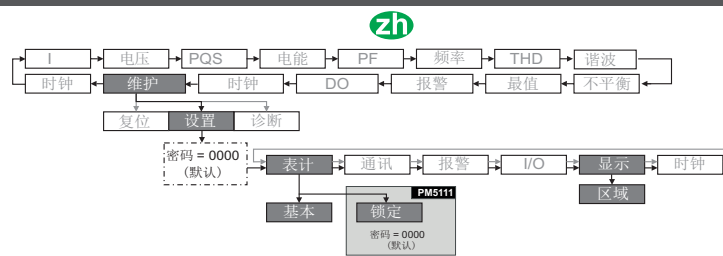 zh
I 电压 PQS 电能 PF 频率 THD 谐波
时钟 维护 时钟 DO 报警 最值 不平衡
复位 设置 诊断
密码 = 0000
(默认)
表计 通讯 报警 I/O 显示 时钟
PM5111
基本 锁定 区域
密码 = 0000
(默认)